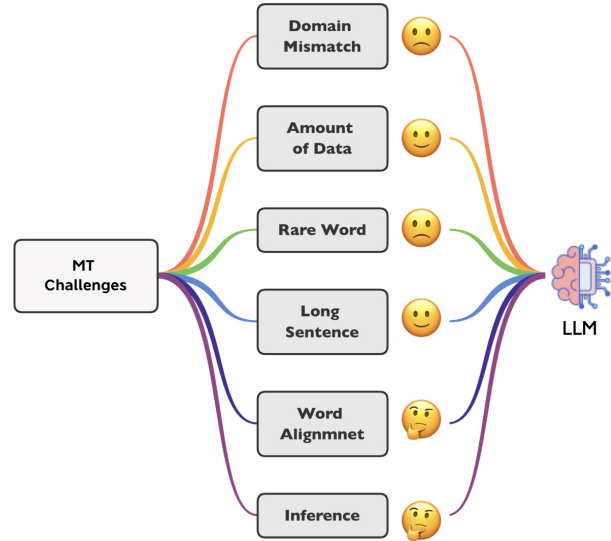 Domain
Mismatch
Amount
of Data
Rare Word
MT
Challenges
Long
Sentence
LLM
Word
Alignmnet
Inference